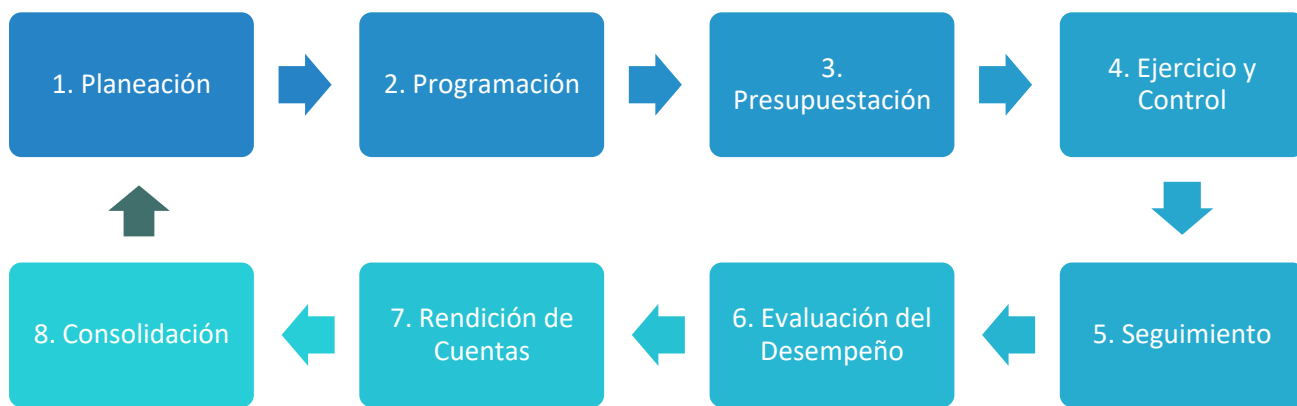 1. Planeación
2. Programación
3.
Presupuestación
4. Ejercicio y
Control
5. Seguimiento
6. Evaluación del
Desempeño
7. Rendición de
Cuentas
8. Consolidación